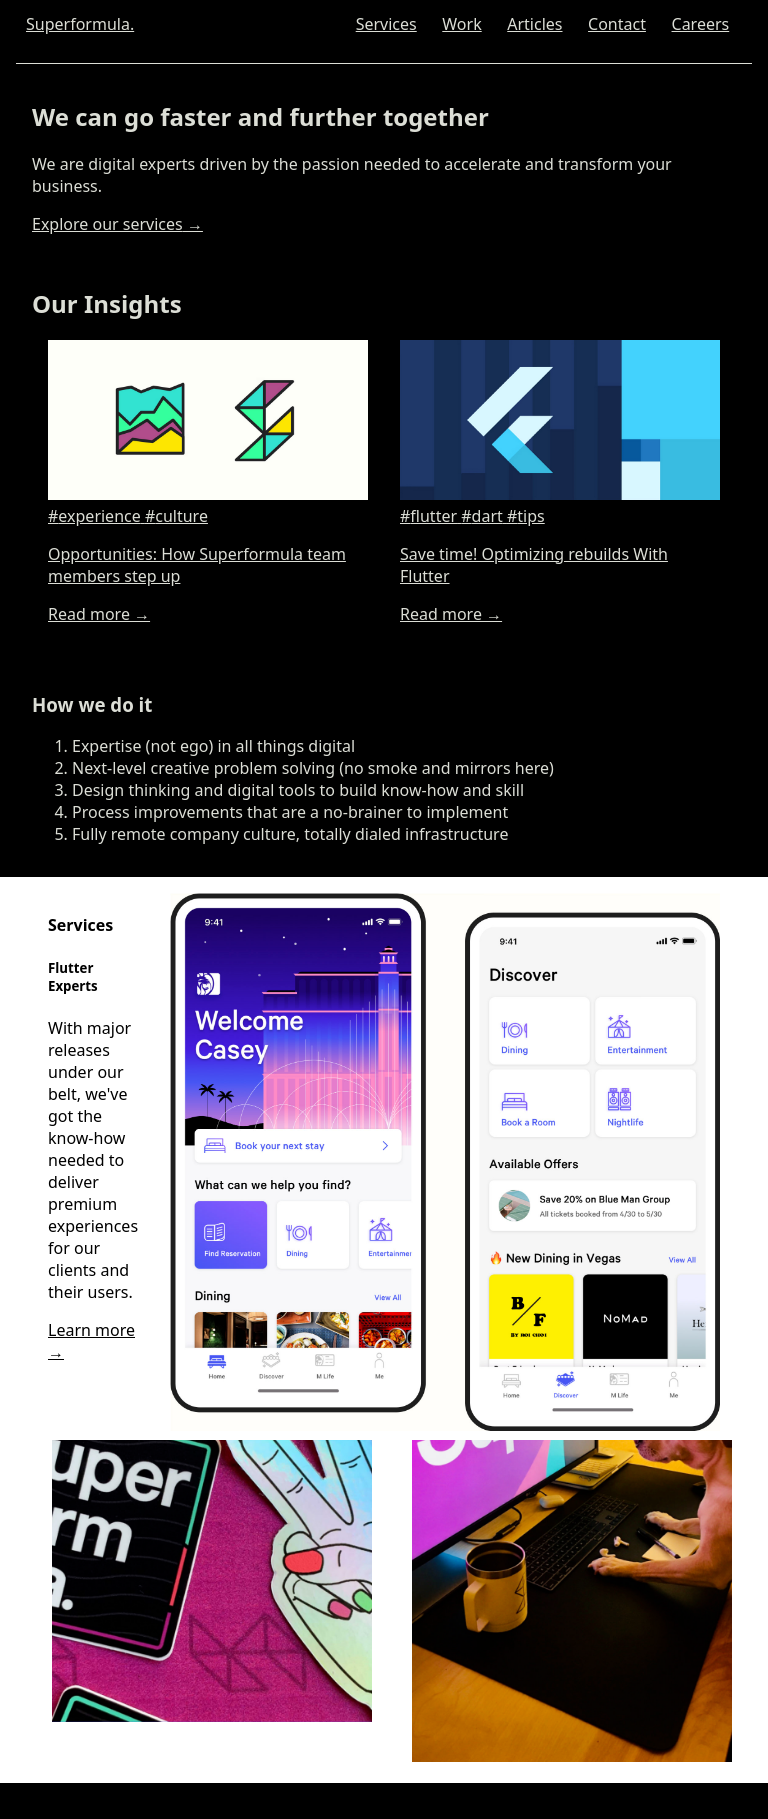 Superformula.
Services Work Articles Contact Careers
We can go faster and further together
We are digital experts driven by the passion needed to accelerate and transform your
business.
Explore our services →
Our Insights
#experience #culture
Opportunities: How Superformula team
members step up
Read more →
#flutter #dart #tips
Save time! Optimizing rebuilds With
Flutter
Read more →
How we do it
1. Expertise (not ego) in all things digital
2. Next-level creative problem solving (no smoke and mirrors here)
3. Design thinking and digital tools to build know-how and skill
4. Process improvements that are a no-brainer to implement
5. Fully remote company culture, totally dialed infrastructure
Services
Flutter
Experts
With major
releases
under our
belt, we've
got the
know-how
needed to
deliver
premium
experiences
for our
clients and
their users.
Learn more
→
9:41
Welcome
Casey
Book your next stay
What can we help you find?
Find Reservation
Dining
Entertainment
Dining
View All
Home
Discover
M Life
Me
9:41
Discover
Dining
Entertainment
Book a Room
Nightlife
Available Offers
Save 20% on Blue Man Group
All tickets booked from 4/30 to 5/30
🔥 New Dining in Vegas
View All
B/F
BY HOI CHOI
NoMad
Home
Discover
M Life
Me
uper
rm
a.